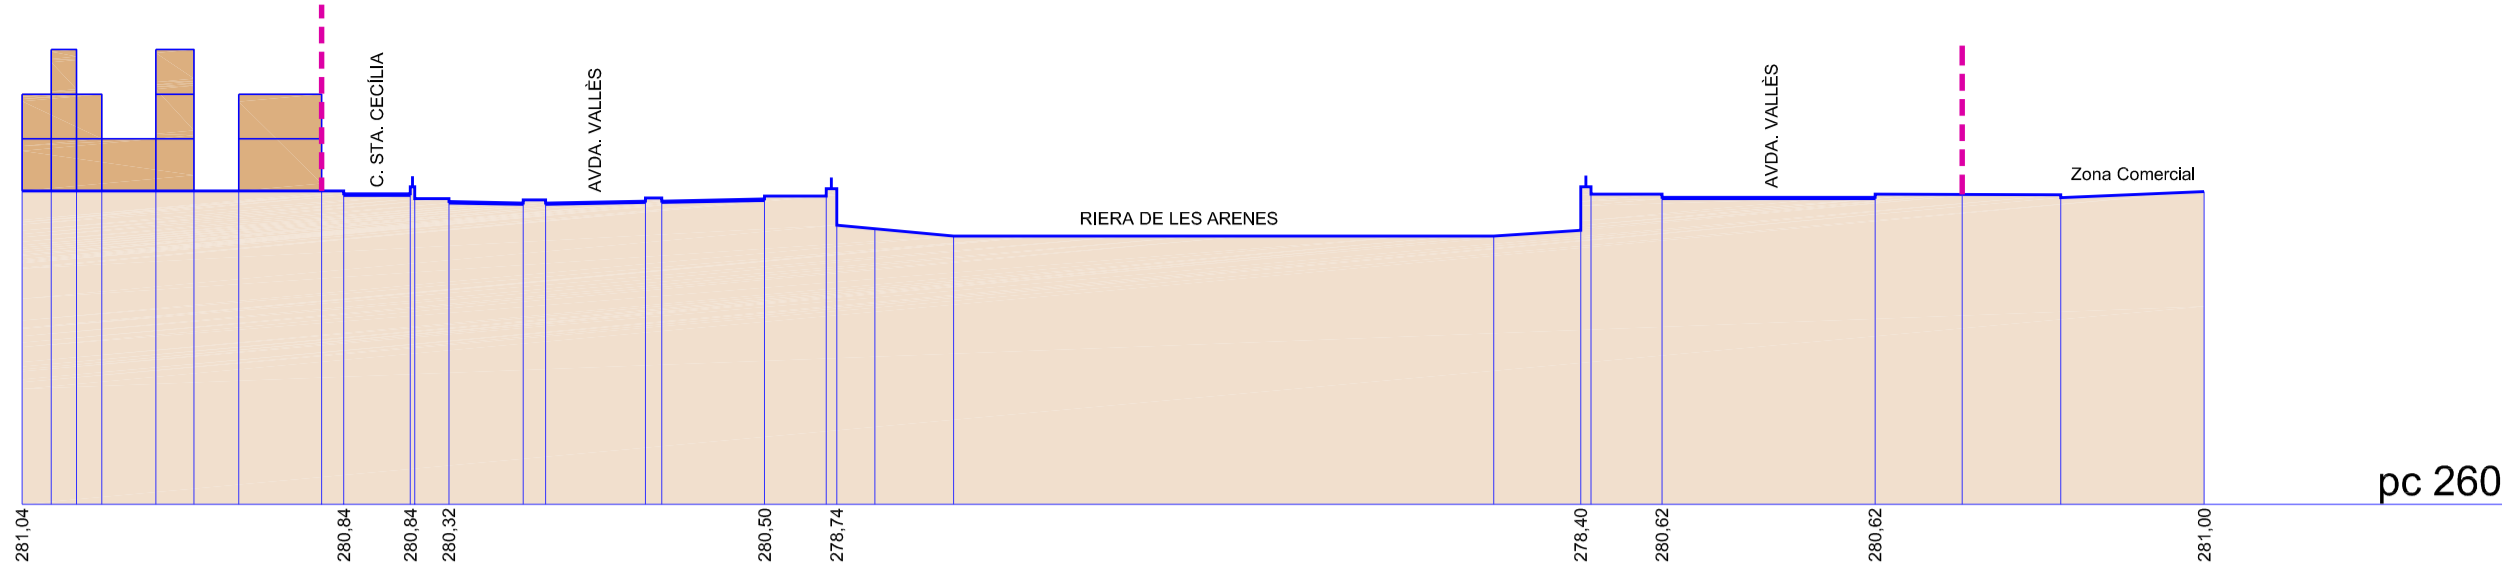 C. STA. CECÍLIA
AVDA. VALLÈS
AVDA. VALLÈS
Zona Comercial
RIERA DE LES ARENES
pc 260
281,04
280,84
280,84
280,32
280,50
278,74
278,40
280,62
280,62
281,00